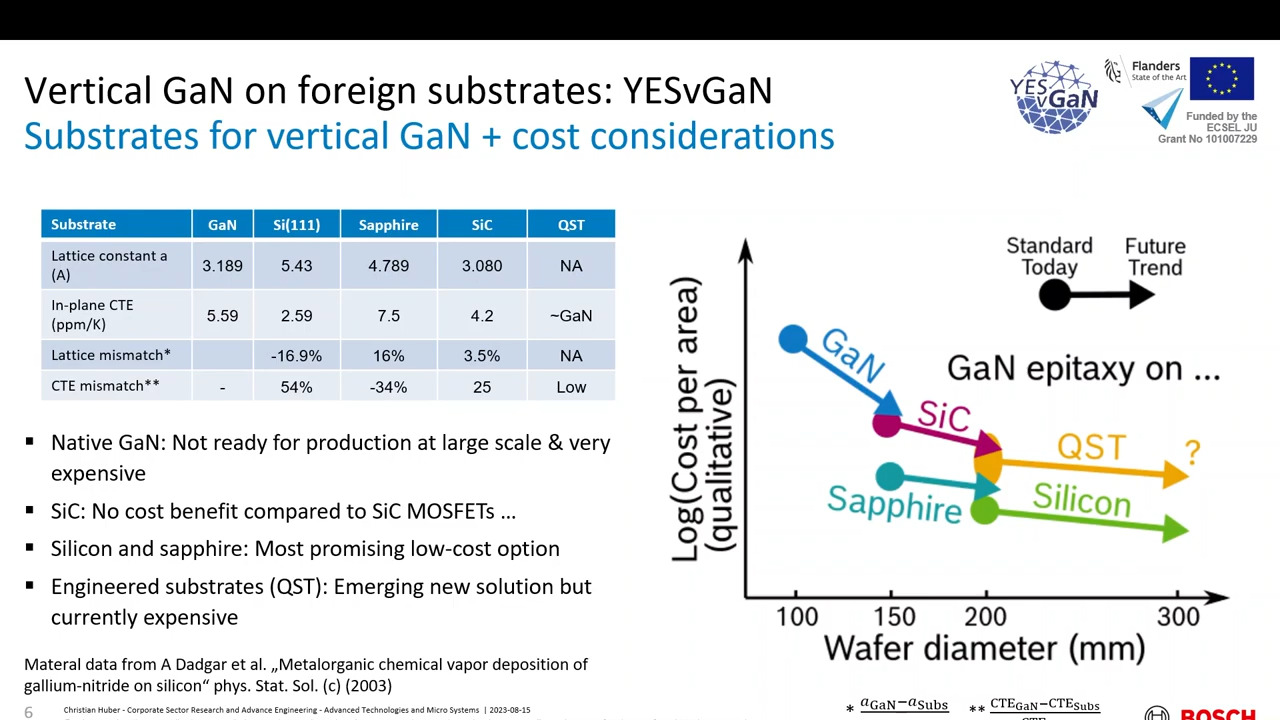 Vertical GaN on foreign substrates: YESvGaN
Substrates for vertical GaN + cost considerations
YES
vGaN
Flanders
State of the Art
Funded by the
ECSEL JU
Grant No 101007229
Substrate GaN Si(111) Sapphire SiC QST
Lattice constant a
(A) 3.189 5.43 4.789 3.080 NA
In-plane CTE
(ppm/K) 5.59 2.59 7.5 4.2 ~GaN
Lattice mismatch* -16.9% 16% 3.5% NA
CTE mismatch** - 54% -34% 25 Low
▪ Native GaN: Not ready for production at large scale & very
expensive
▪ SiC: No cost benefit compared to SiC MOSFETs …
▪ Silicon and sapphire: Most promising low-cost option
▪ Engineered substrates (QST): Emerging new solution but
currently expensive
Materal data from A Dadgar et al. „Metalorganic chemical vapor deposition of
gallium-nitride on silicon“ phys. Stat. Sol. (c) (2003)
Standard Future
Today Trend
GaN epitaxy on ...
GaN
SiC
QST
?
Sapphire
Silicon
Log(Cost per area)
(qualitative)
100 150 200 300
Wafer diameter (mm)
6 Christian Huber - Corporate Sector Research and Advance Engineering - Advanced Technologies and Micro Systems | 2023-08-15
* aGaN−aSubs ** CTEGaN−CTESubs
BOSCH